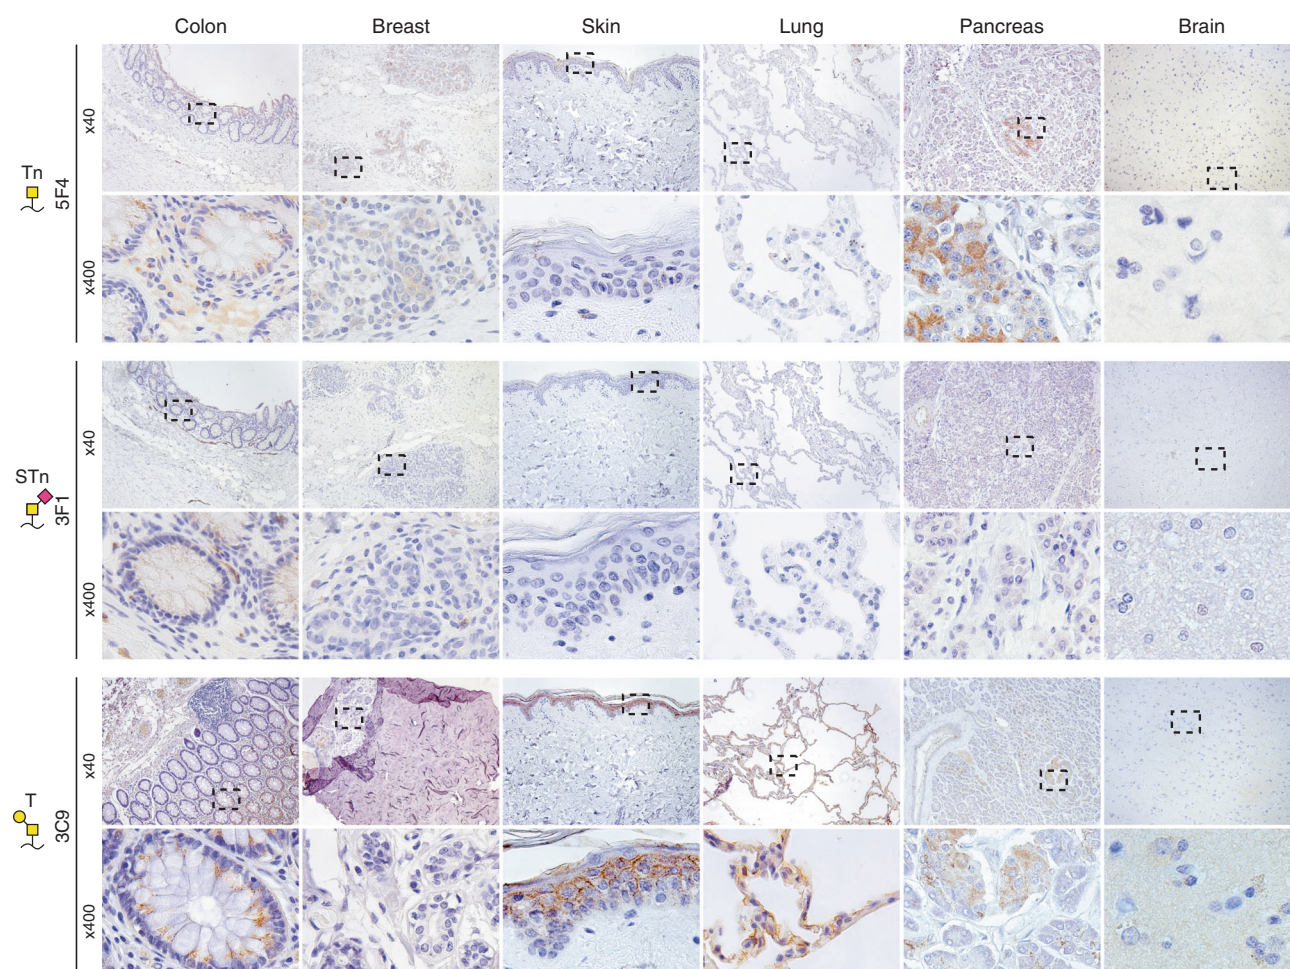 Colon Breast Skin Lung Pancreas Brain
Tn
5F4
x40
x400
STn
3F1
x40
x400
T
3C9
x40
x400